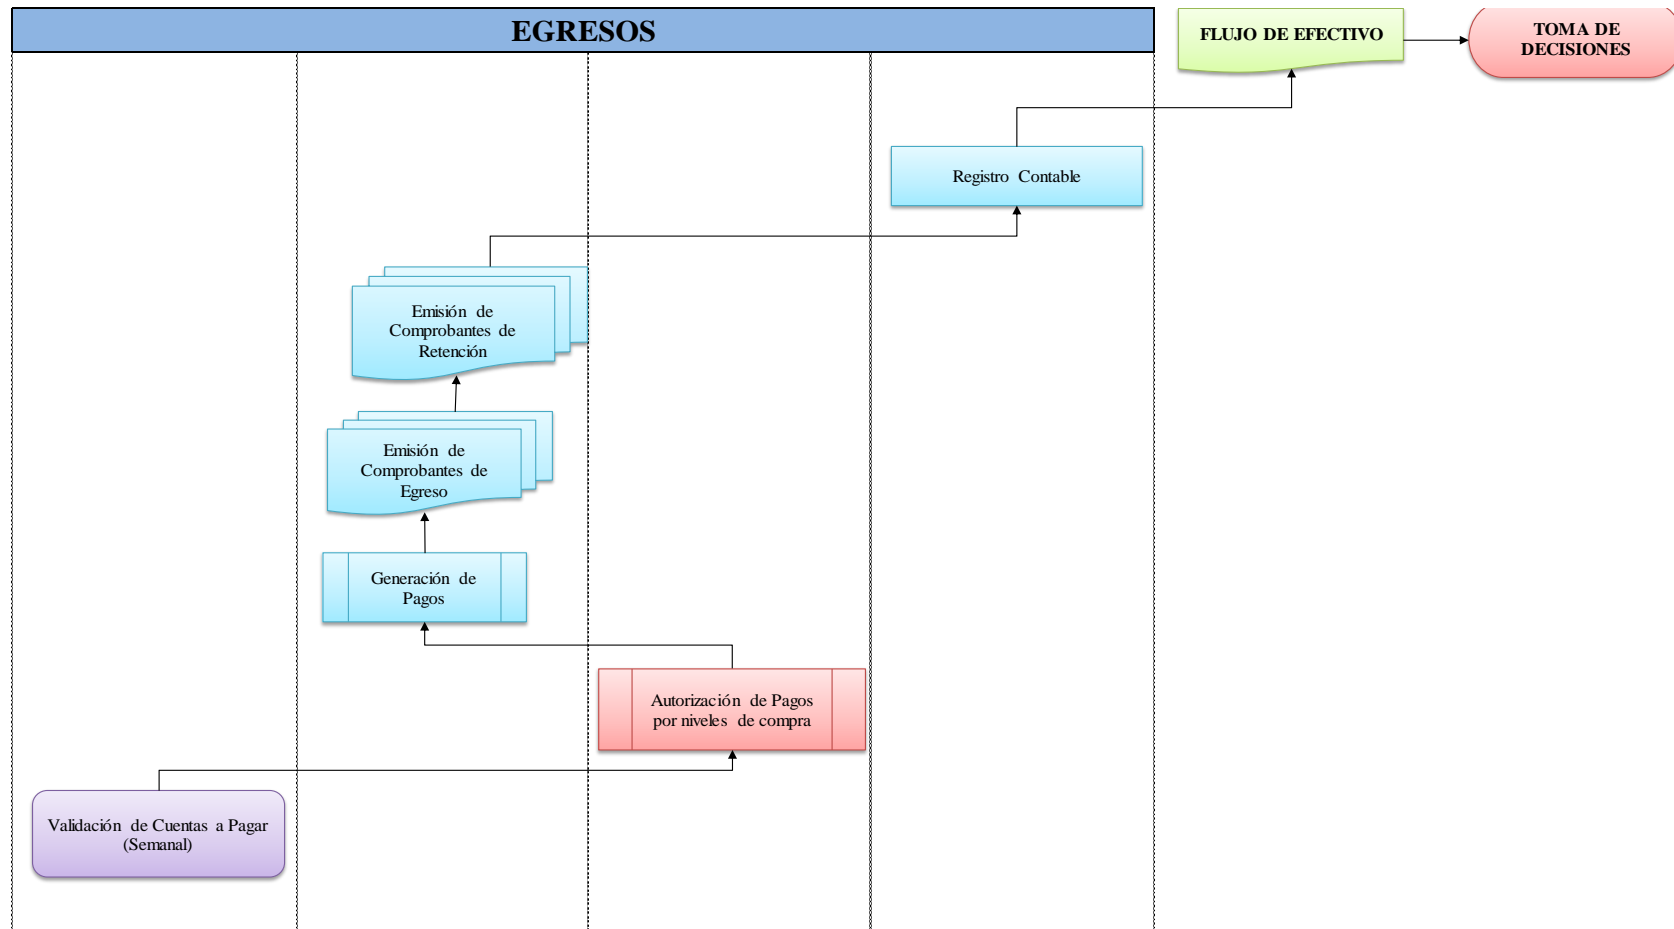 EGRESOS
FLUJO DE EFECTIVO
TOMA DE
DECISIONES
Registro Contable
Emisión de
Comprobantes de
Retención
Emisión de
Comprobantes de
Egreso
Generación de
Pagos
Autorización de Pagos
por niveles de compra
Validación de Cuentas a Pagar
(Semanal)